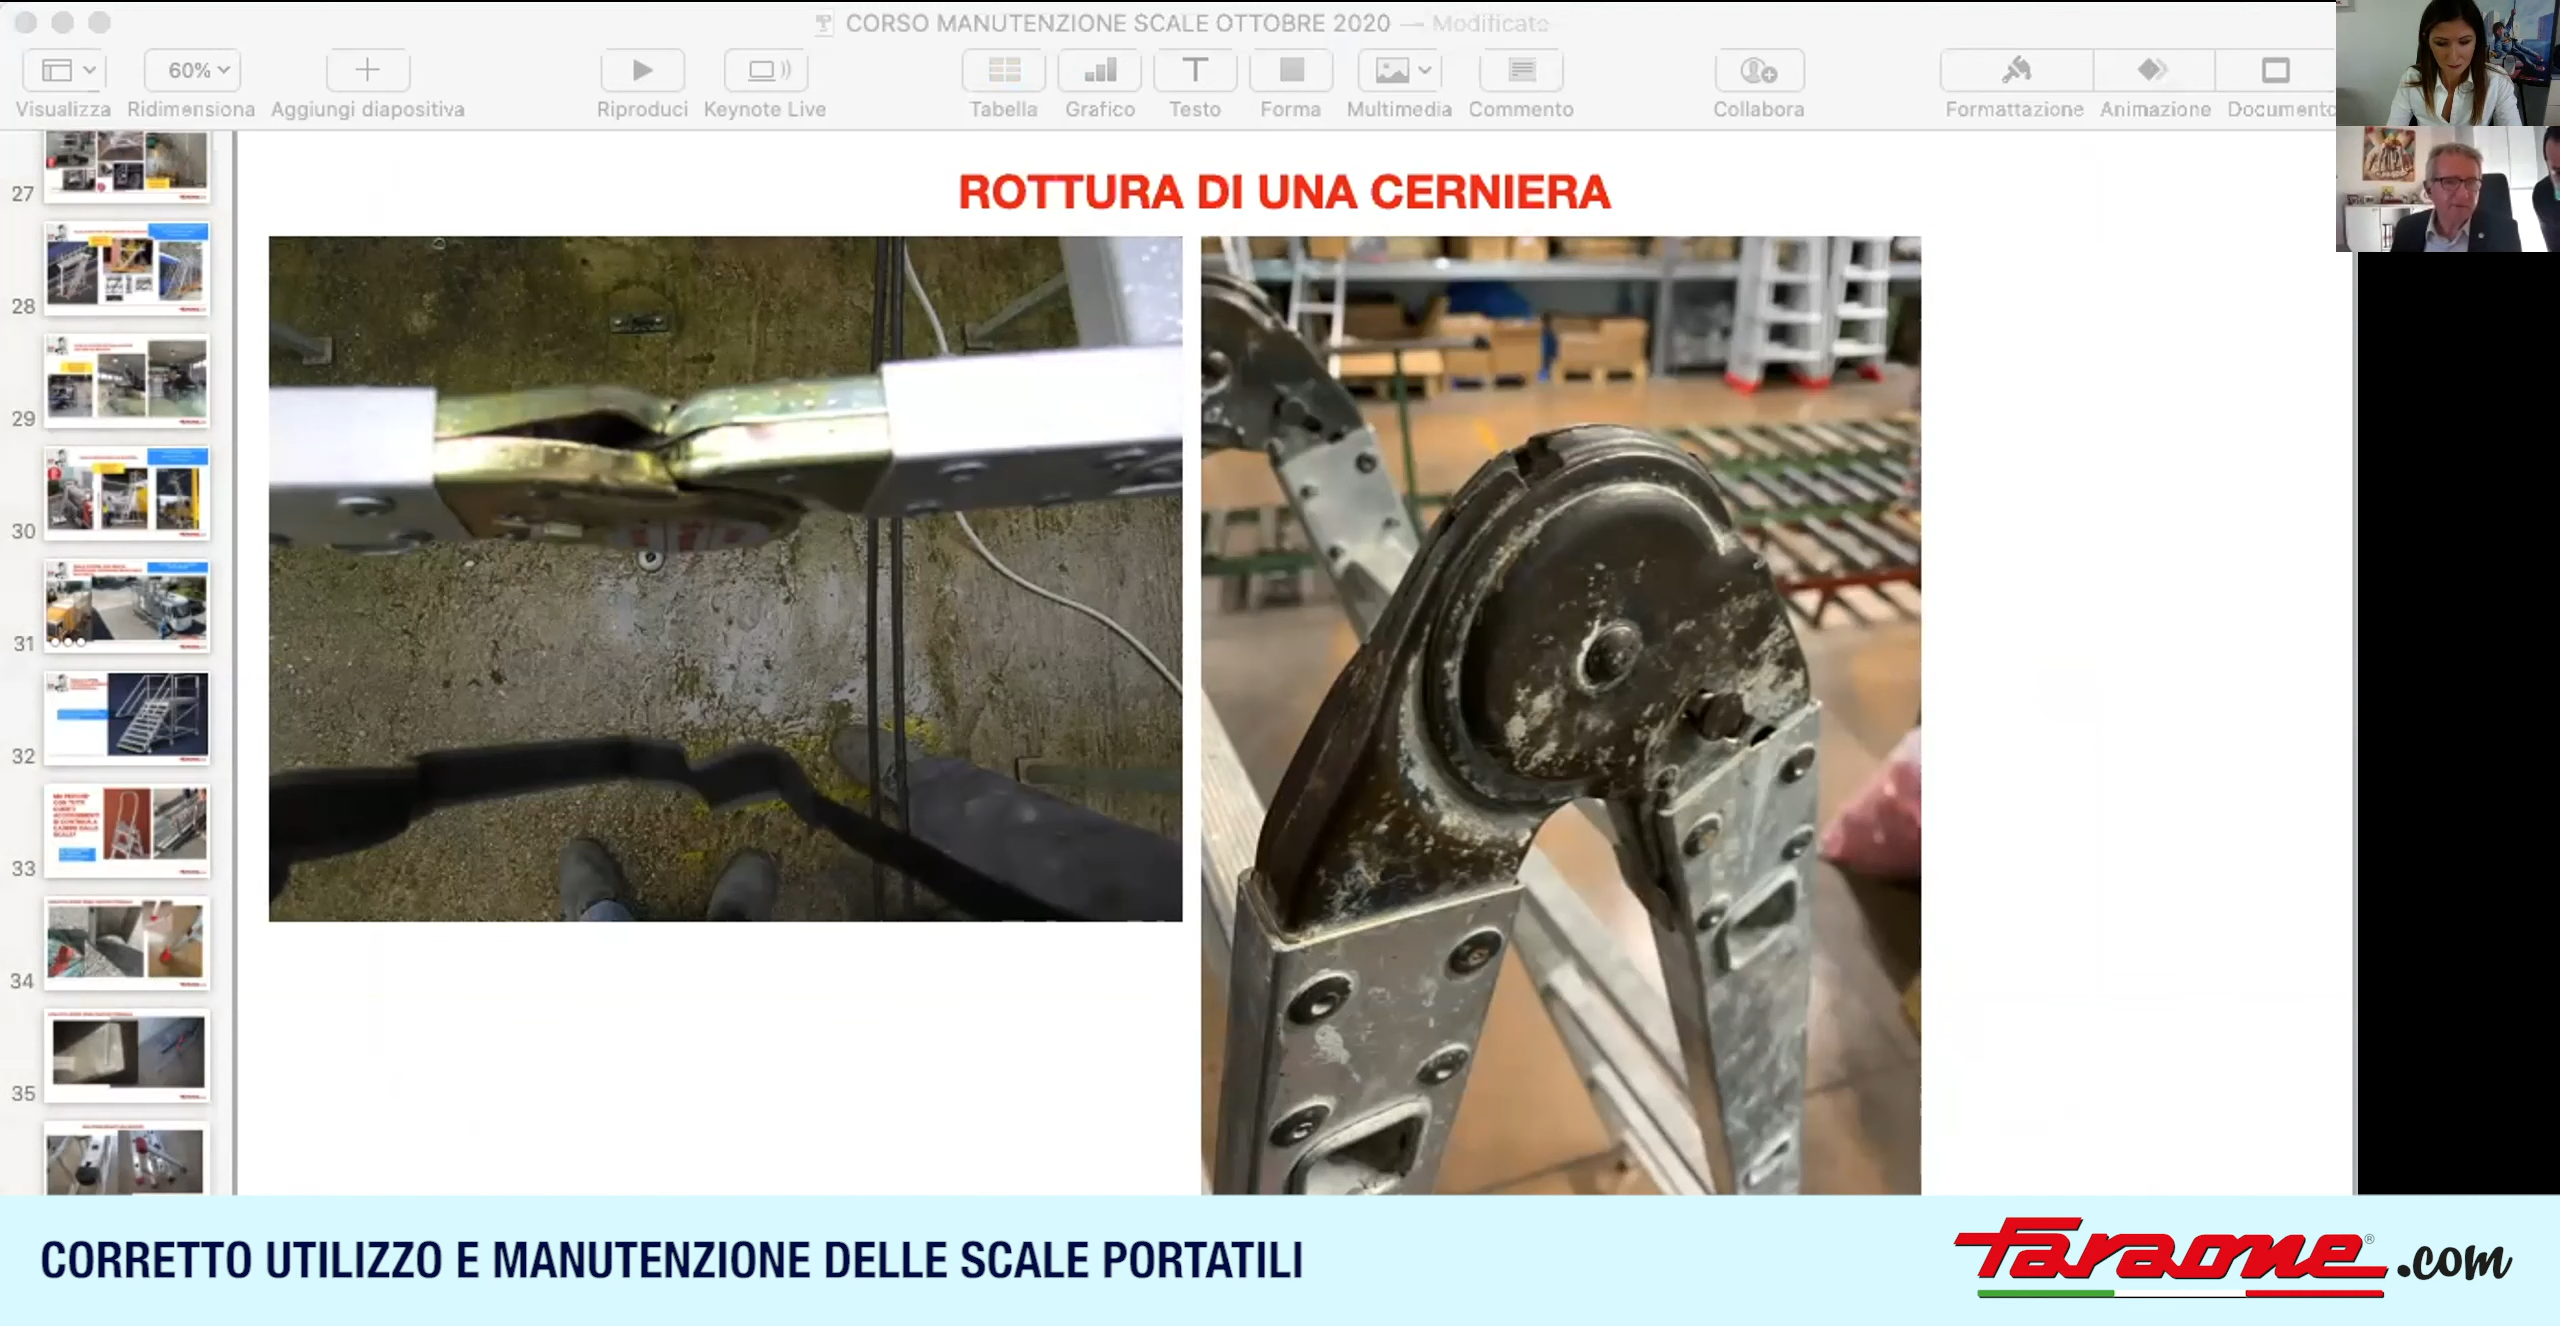 CORSO MANUTENZIONE SCALE OTTOBRE 2020 — Modificato
60%
Visualizza Ridimensiona Aggiungi diapositiva Riproduci Keynote Live Tabella Grafico Testo Forma Multimedia Commento Collabora Formattazione Animazione Documento
27
28
29
30
31
32
33
34
35
ROTTURA DI UNA CERNIERA
CORRETTO UTILIZZO E MANUTENZIONE DELLE SCALE PORTATILI
Faraone®.com